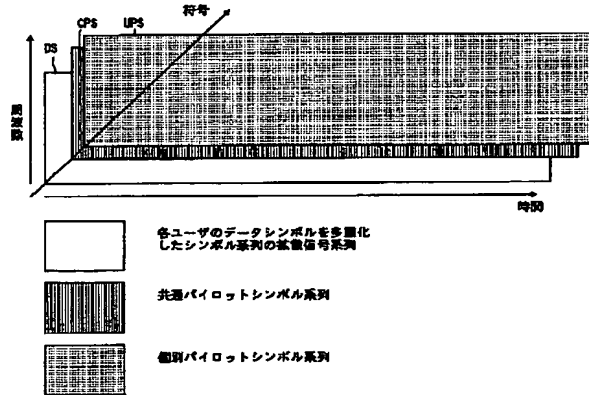 符号
CPS
UPS
DS
時間
各ユーザのデータシンボルを多重化
したシンボル系列の拡散信号系列
共通パイロットシンボル系列
個別パイロットシンボル系列